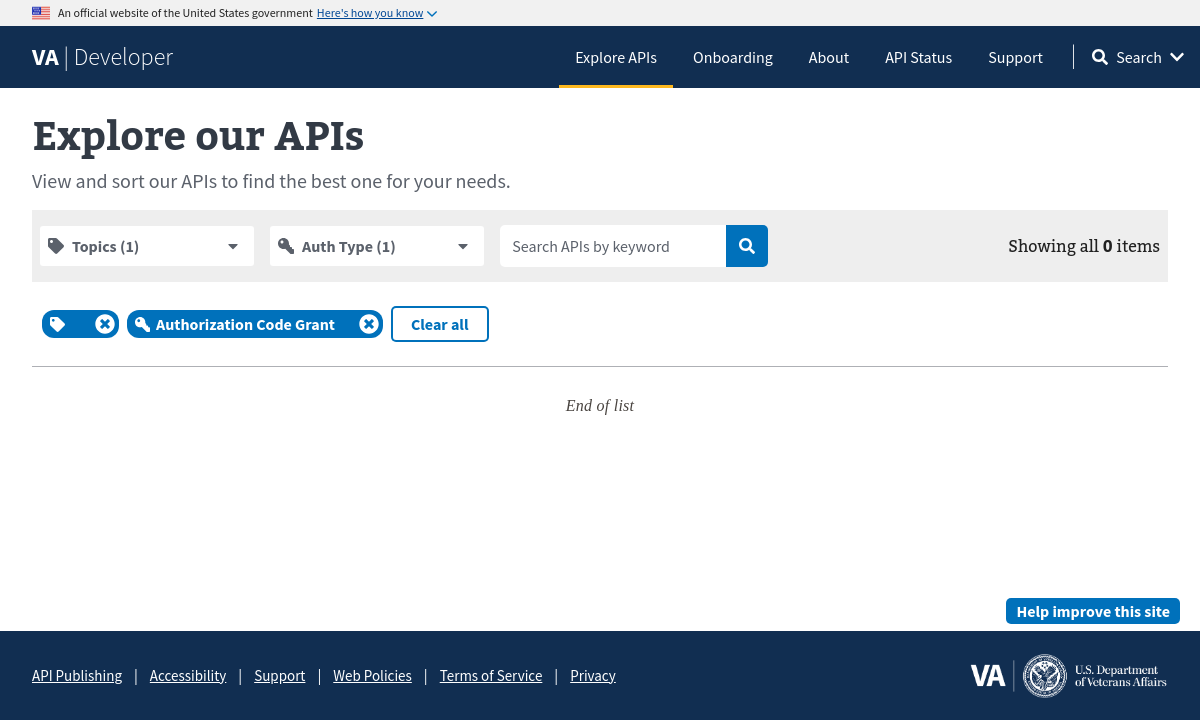 An official website of the United States government Here's how you know
VA | Developer
Explore APIs
Onboarding
About
API Status
Support
Search
Explore our APIs
View and sort our APIs to find the best one for your needs.
Topics (1)
Auth Type (1)
Search APIs by keyword
Showing all 0 items
Authorization Code Grant
Clear all
End of list
Help improve this site
API Publishing | Accessibility | Support | Web Policies | Terms of Service | Privacy
VA
U.S. Department
of Veterans Affairs